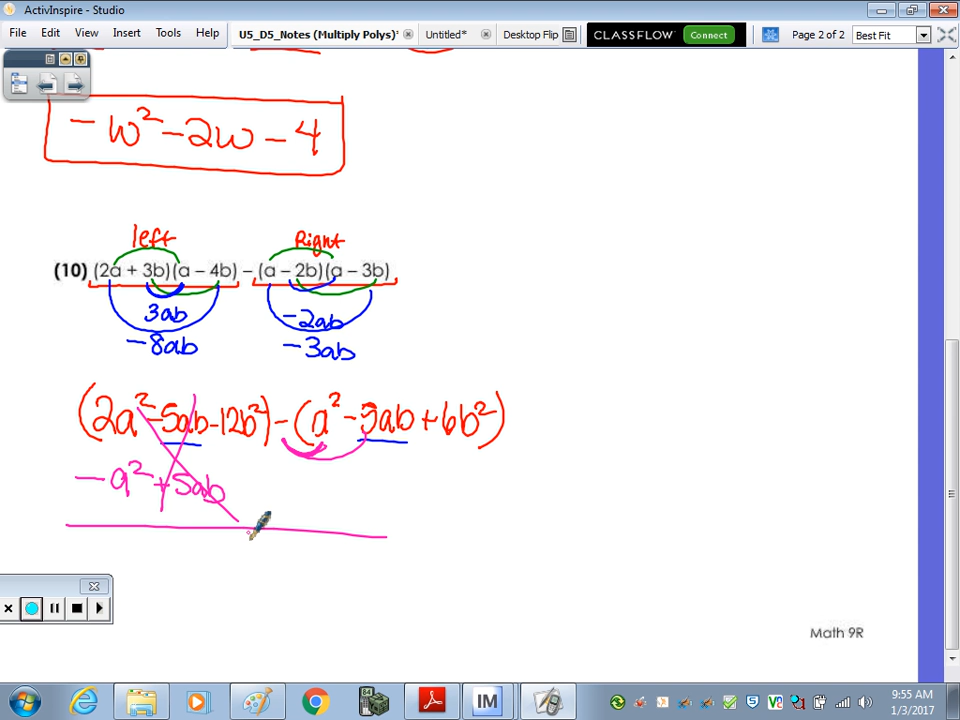 ActivInspire - Studio
File Edit View Insert Tools Help U5_D5_Notes (Multiply Polys)* Untitled* Desktop Flip CLASSFLOW Connect Page 2 of 2 Best Fit
-w² - 2w - 4
left Right
(10) (2a + 3b)(a – 4b) – (a – 2b)(a – 3b)
3ab -2ab
-8ab -3ab
(2a² - 5ab - 12b²) - (a² - 5ab + 6b²)
- a² + 5ab
Math 9R
IM
9:55 AM
1/3/2017